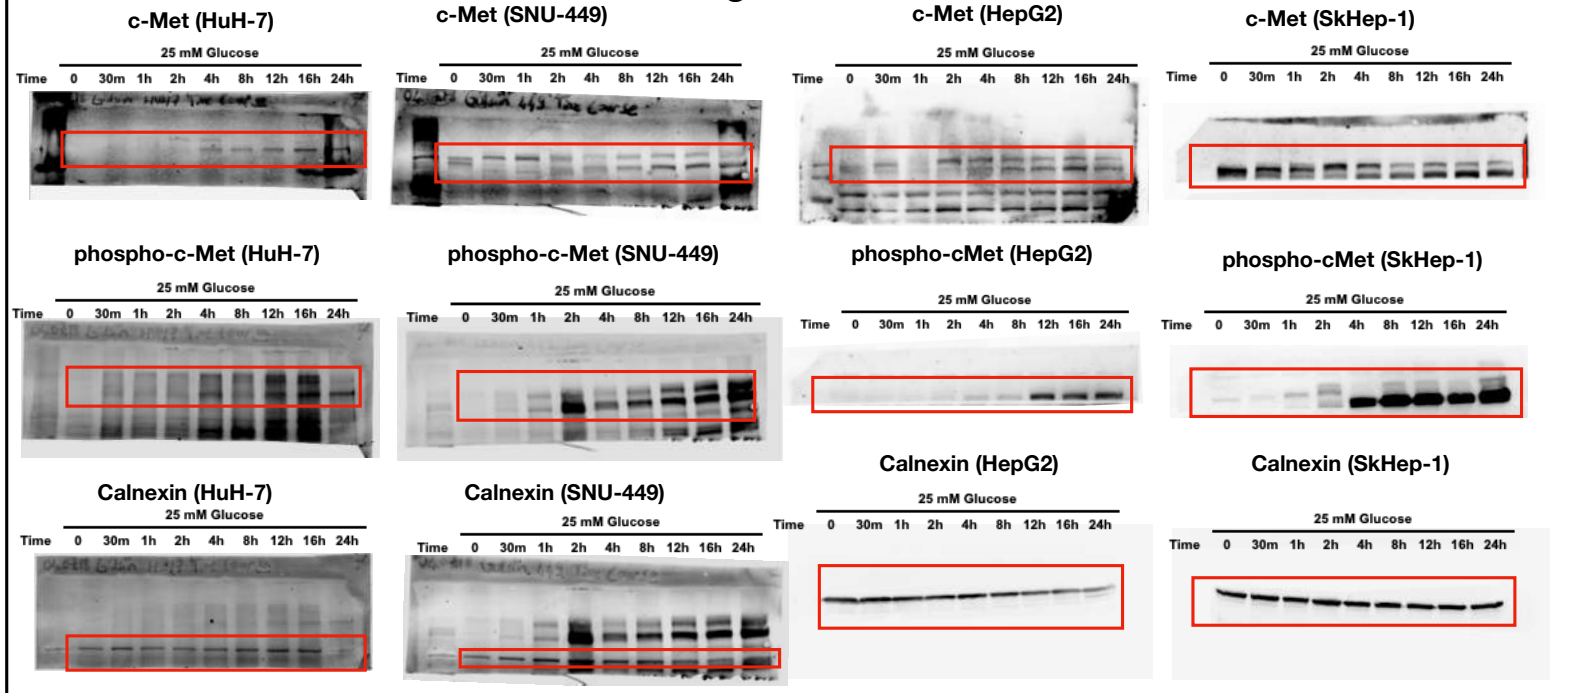 c-Met (HuH-7)
25 mM Glucose
Time 0 30m 1h 2h 4h 8h 12h 16h 24h
c-Met (SNU-449)
25 mM Glucose
Time 0 30m 1h 2h 4h 8h 12h 16h 24h
c-Met (HepG2)
25 mM Glucose
Time 0 30m 1h 2h 4h 8h 12h 16h 24h
c-Met (SkHep-1)
25 mM Glucose
Time 0 30m 1h 2h 4h 8h 12h 16h 24h
Time Course
449 Time Course
phospho-c-Met (HuH-7)
25 mM Glucose
Time 0 30m 1h 2h 4h 8h 12h 16h 24h
phospho-c-Met (SNU-449)
25 mM Glucose
Time 0 30m 1h 2h 4h 8h 12h 16h 24h
phospho-cMet (HepG2)
25 mM Glucose
Time 0 30m 1h 2h 4h 8h 12h 16h 24h
phospho-cMet (SkHep-1)
25 mM Glucose
Time 0 30m 1h 2h 4h 8h 12h 16h 24h
Calnexin (HuH-7)
25 mM Glucose
Time 0 30m 1h 2h 4h 8h 12h 16h 24h
Calnexin (SNU-449)
25 mM Glucose
Time 0 30m 1h 2h 4h 8h 12h 16h 24h
Calnexin (HepG2)
25 mM Glucose
Time 0 30m 1h 2h 4h 8h 12h 16h 24h
Calnexin (SkHep-1)
25 mM Glucose
Time 0 30m 1h 2h 4h 8h 12h 16h 24h